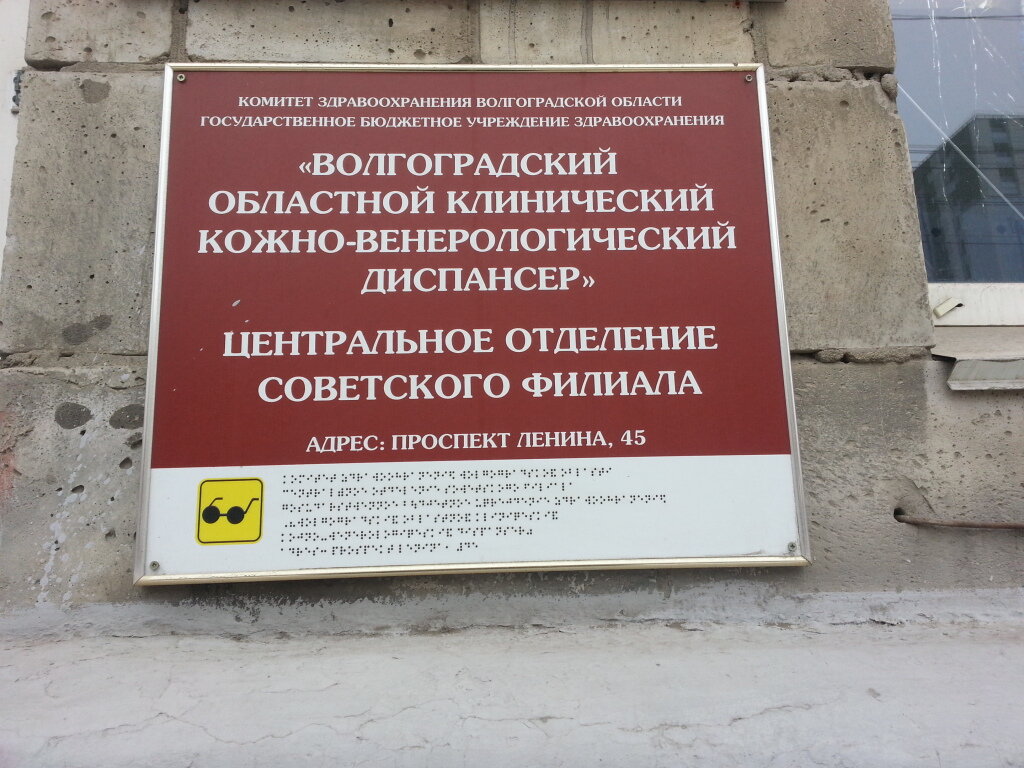 КОМИТЕТ ЗДРАВООХРАНЕНИЯ ВОЛГОГРАДСКОЙ ОБЛАСТИ
ГОСУДАРСТВЕННОЕ БЮДЖЕТНОЕ УЧРЕЖДЕНИЕ ЗДРАВООХРАНЕНИЯ
«ВОЛГОГРАДСКИЙ
ОБЛАСТНОЙ КЛИНИЧЕСКИЙ
КОЖНО-ВЕНЕРОЛОГИЧЕСКИЙ
ДИСПАНСЕР»
ЦЕНТРАЛЬНОЕ ОТДЕЛЕНИЕ
СОВЕТСКОГО ФИЛИАЛА
АДРЕС: ПРОСПЕКТ ЛЕНИНА, 45